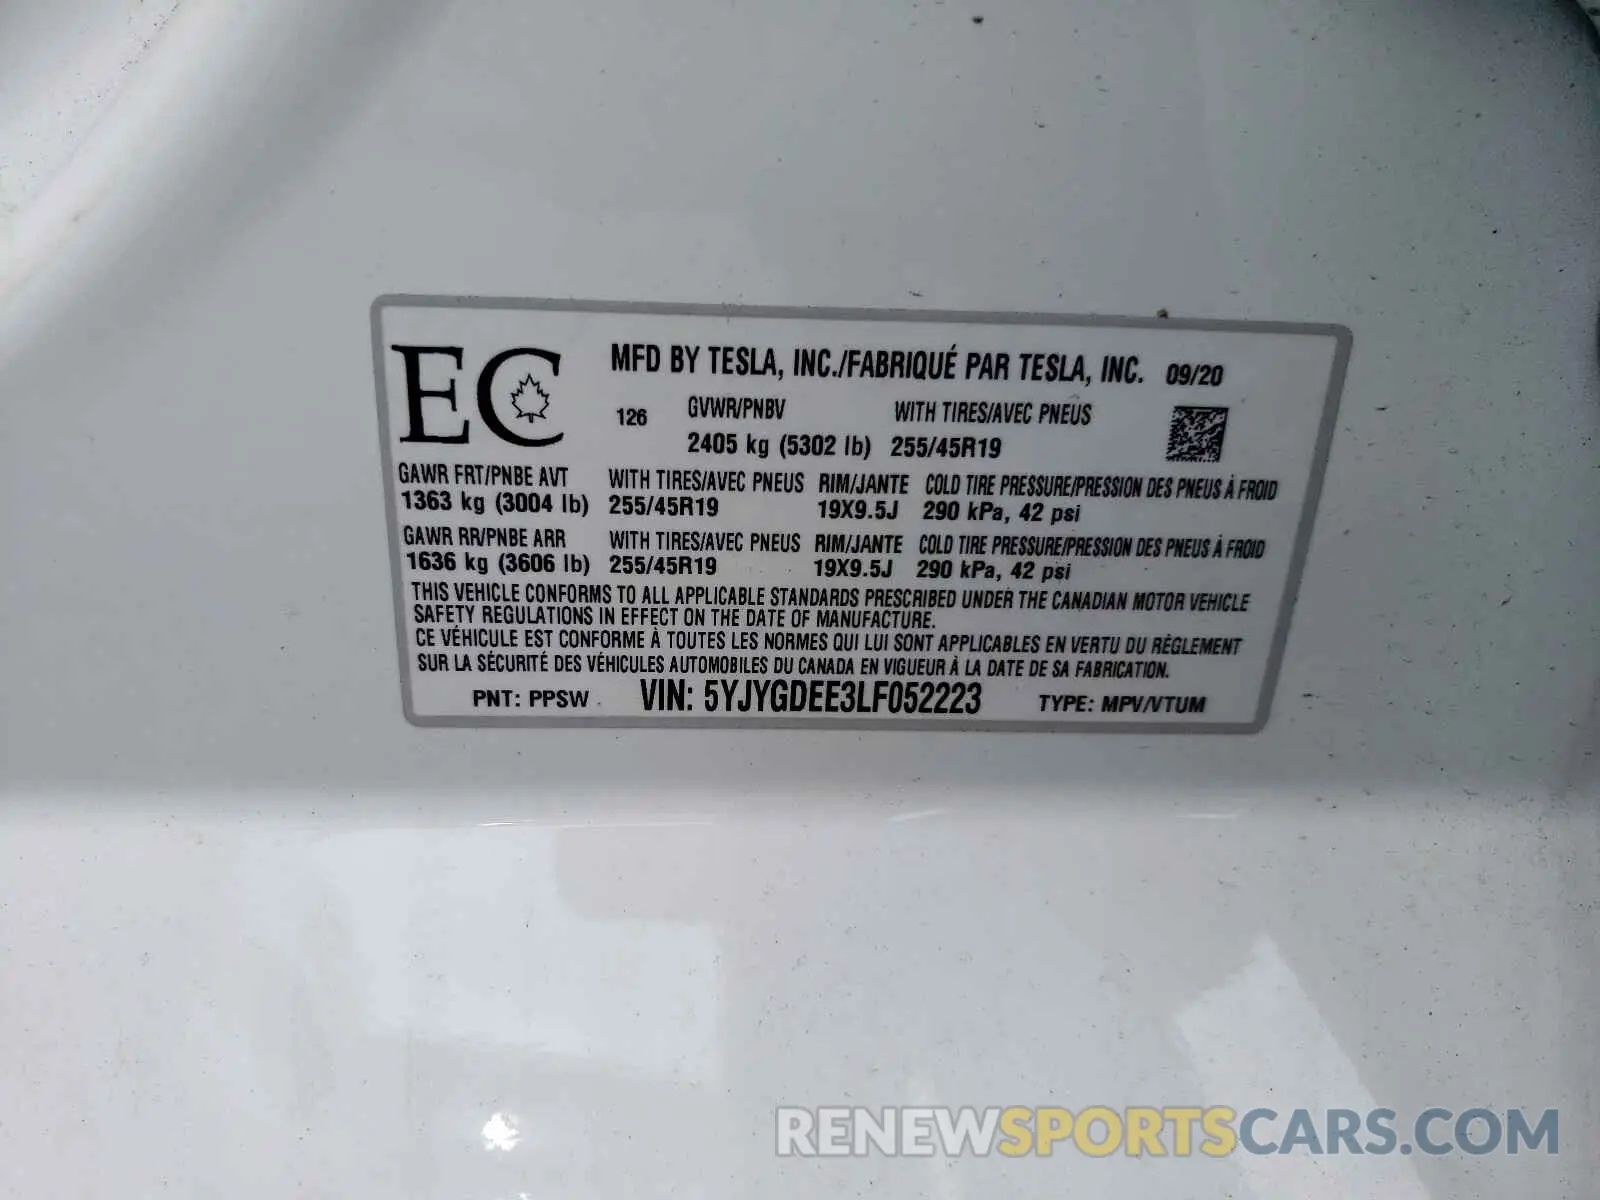 EC MFD BY TESLA, INC./FABRIQUÉ PAR TESLA, INC. 09/20
126 GVWR/PNBV WITH TIRES/AVEC PNEUS
2405 kg (5302 lb) 255/45R19
GAWR FRT/PNBE AVT WITH TIRES/AVEC PNEUS RIM/JANTE COLD TIRE PRESSURE/PRESSION DES PNEUS À FROID
1363 kg (3004 lb) 255/45R19 19X9.5J 290 kPa, 42 psi
GAWR RR/PNBE ARR WITH TIRES/AVEC PNEUS RIM/JANTE COLD TIRE PRESSURE/PRESSION DES PNEUS À FROID
1636 kg (3606 lb) 255/45R19 19X9.5J 290 kPa, 42 psi
THIS VEHICLE CONFORMS TO ALL APPLICABLE STANDARDS PRESCRIBED UNDER THE CANADIAN MOTOR VEHICLE
SAFETY REGULATIONS IN EFFECT ON THE DATE OF MANUFACTURE.
CE VÉHICULE EST CONFORME À TOUTES LES NORMES QUI LUI SONT APPLICABLES EN VERTU DU RÈGLEMENT
SUR LA SÉCURITÉ DES VÉHICULES AUTOMOBILES DU CANADA EN VIGUEUR À LA DATE DE SA FABRICATION.
PNT: PPSW VIN: 5YJYGDEE3LF052223 TYPE: MPV/VTUM
RENEWSPORTSCARS.COM